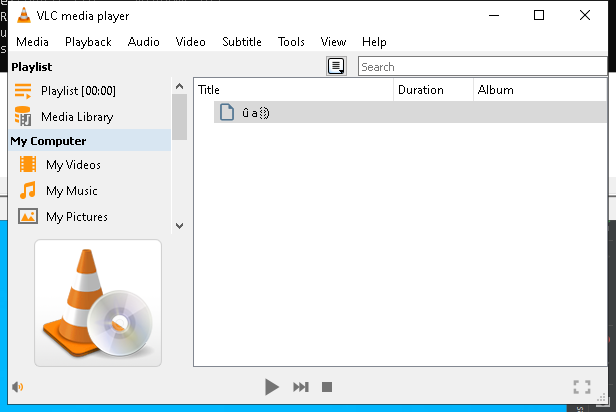 VLC media player
Media Playback Audio Video Subtitle Tools View Help
Playlist
Search
Playlist [00:00]
Media Library
My Computer
My Videos
My Music
My Pictures
Title Duration Album